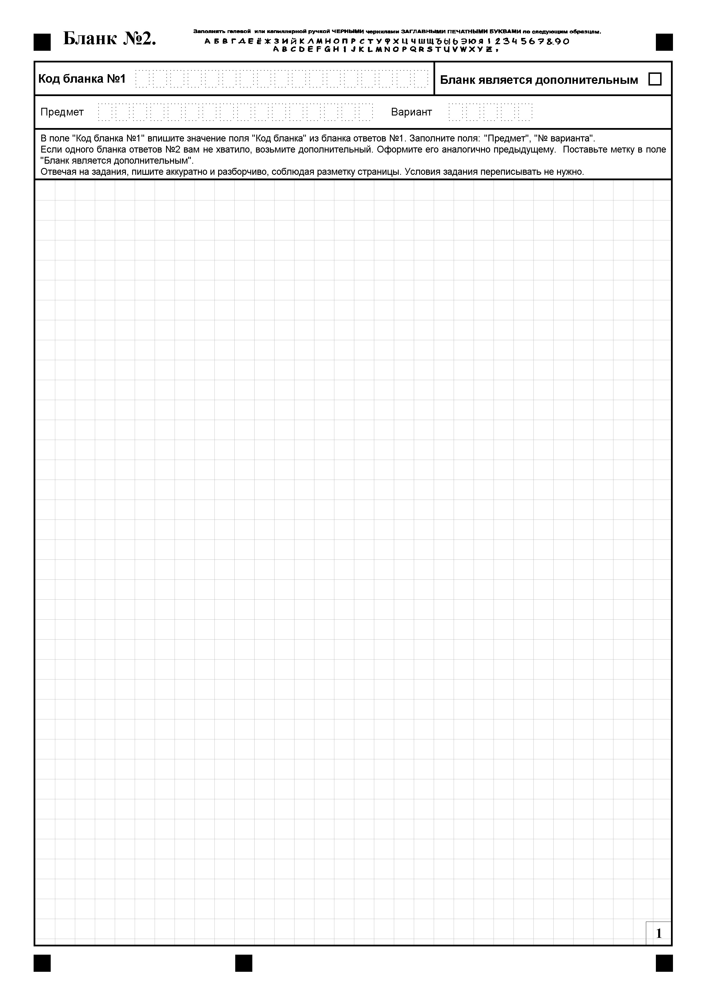 Бланк №2.
Заполнять гелевой или капиллярной ручкой ЧЕРНЫМИ чернилами ЗАГЛАВНЫМИ ПЕЧАТНЫМИ БУКВАМИ по следующим образцам.
А Б В Г Д Е Ё Ж З И Й К Л М Н О П Р С Т У Ф Х Ц Ч Ш Щ Ъ Ы Ь Э Ю Я 1 2 3 4 5 6 7 8 9 0
A B C D E F G H I J K L M N O P Q R S T U V W X Y Z ,
Код бланка №1
Бланк является дополнительным
Предмет
Вариант
В поле "Код бланка №1" впишите значение поля "Код бланка" из бланка ответов №1. Заполните поля: "Предмет", "№ варианта".
Если одного бланка ответов №2 вам не хватило, возьмите дополнительный. Оформите его аналогично предыдущему. Поставьте метку в поле
"Бланк является дополнительным".
Отвечая на задания, пишите аккуратно и разборчиво, соблюдая разметку страницы. Условия задания переписывать не нужно.
1